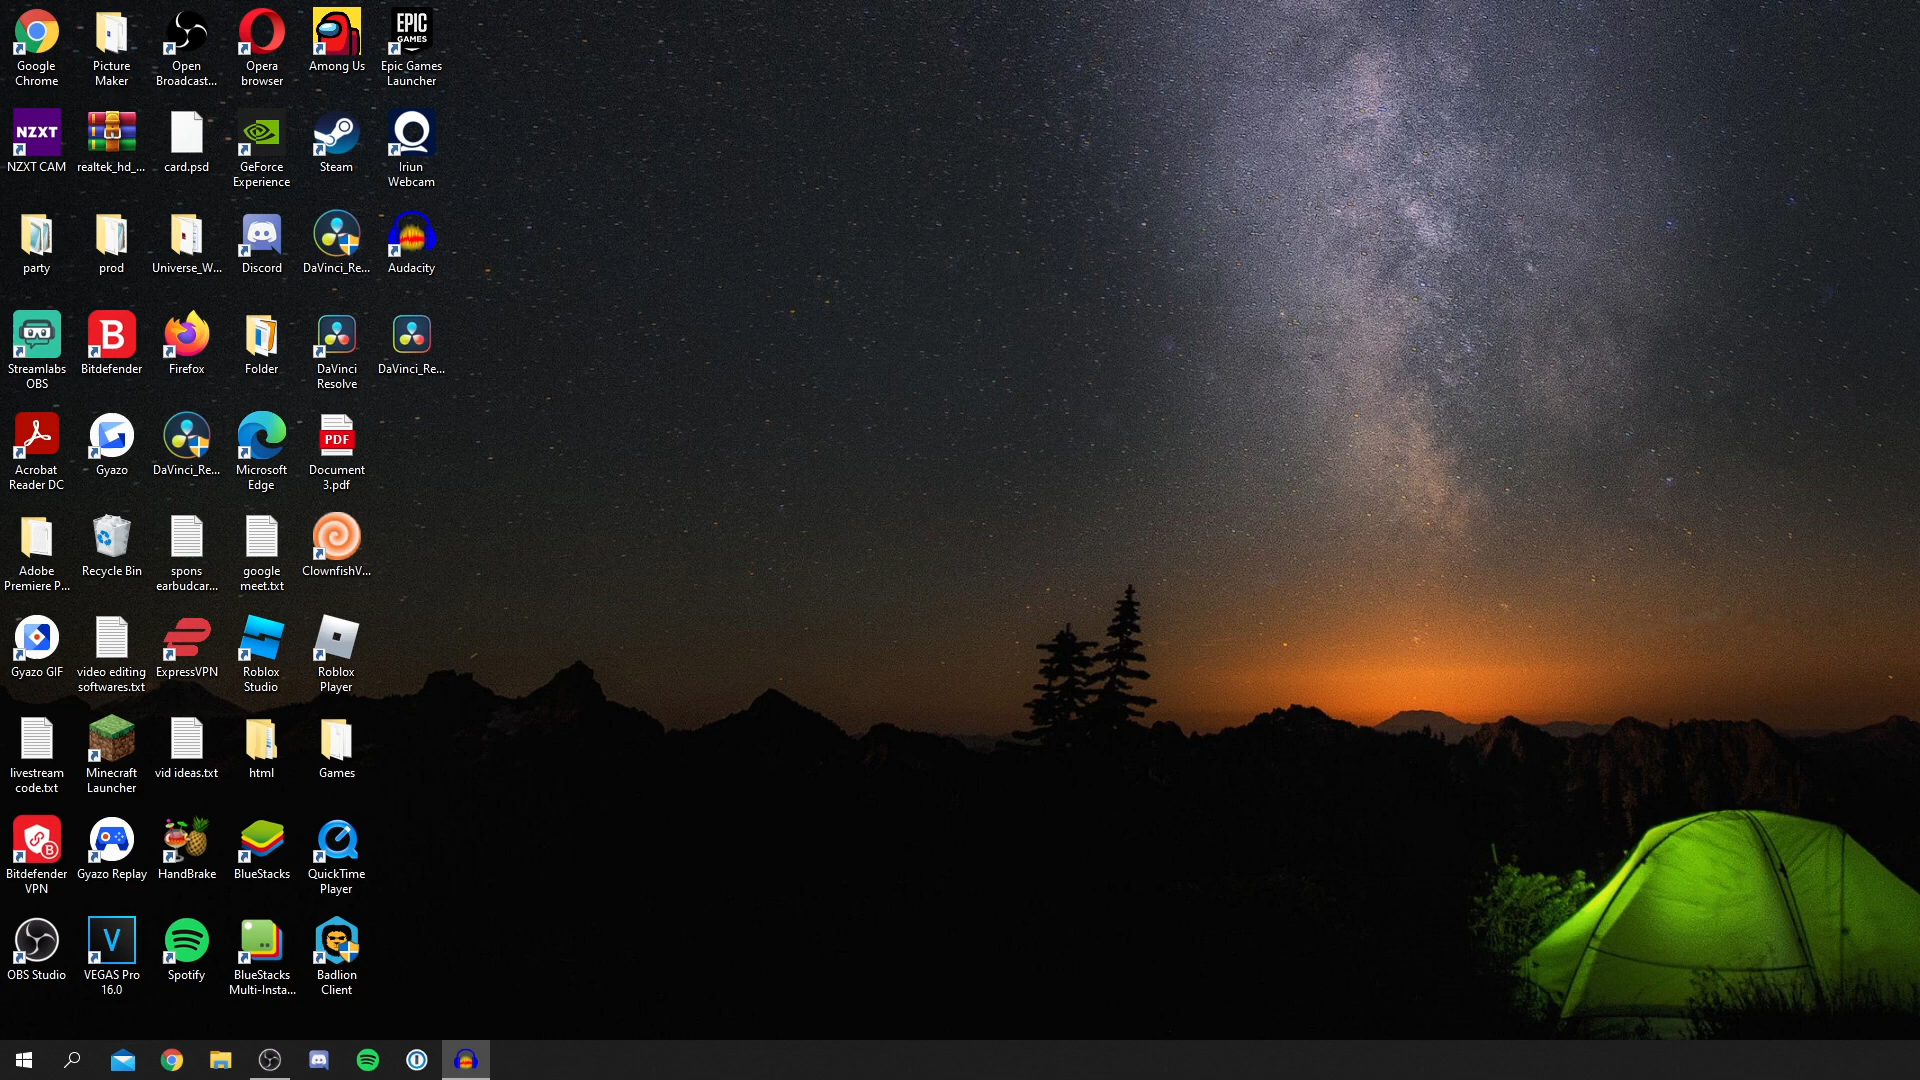 Google
Chrome
Picture
Maker
Open
Broadcast...
Opera
browser
Among Us
EPIC
GAMES
Epic Games
Launcher
NZXT
NZXT CAM
realtek_hd_...
card.psd
GeForce
Experience
Steam
Iriun
Webcam
party
prod
Universe_W...
Discord
DaVinci_Re...
Audacity
Streamlabs
OBS
B
Bitdefender
Firefox
Folder
DaVinci
Resolve
DaVinci_Re...
Acrobat
Reader DC
Gyazo
DaVinci_Re...
Microsoft
Edge
PDF
Document
3.pdf
Adobe
Premiere P...
Recycle Bin
spons
earbudcar...
google
meet.txt
ClownfishV...
Gyazo GIF
video editing
softwares.txt
ExpressVPN
Roblox
Studio
Roblox
Player
livestream
code.txt
Minecraft
Launcher
vid ideas.txt
html
Games
B
Bitdefender
VPN
Gyazo Replay
HandBrake
BlueStacks
QuickTime
Player
OBS Studio
V
VEGAS Pro
16.0
Spotify
BlueStacks
Multi-Insta...
Badlion
Client